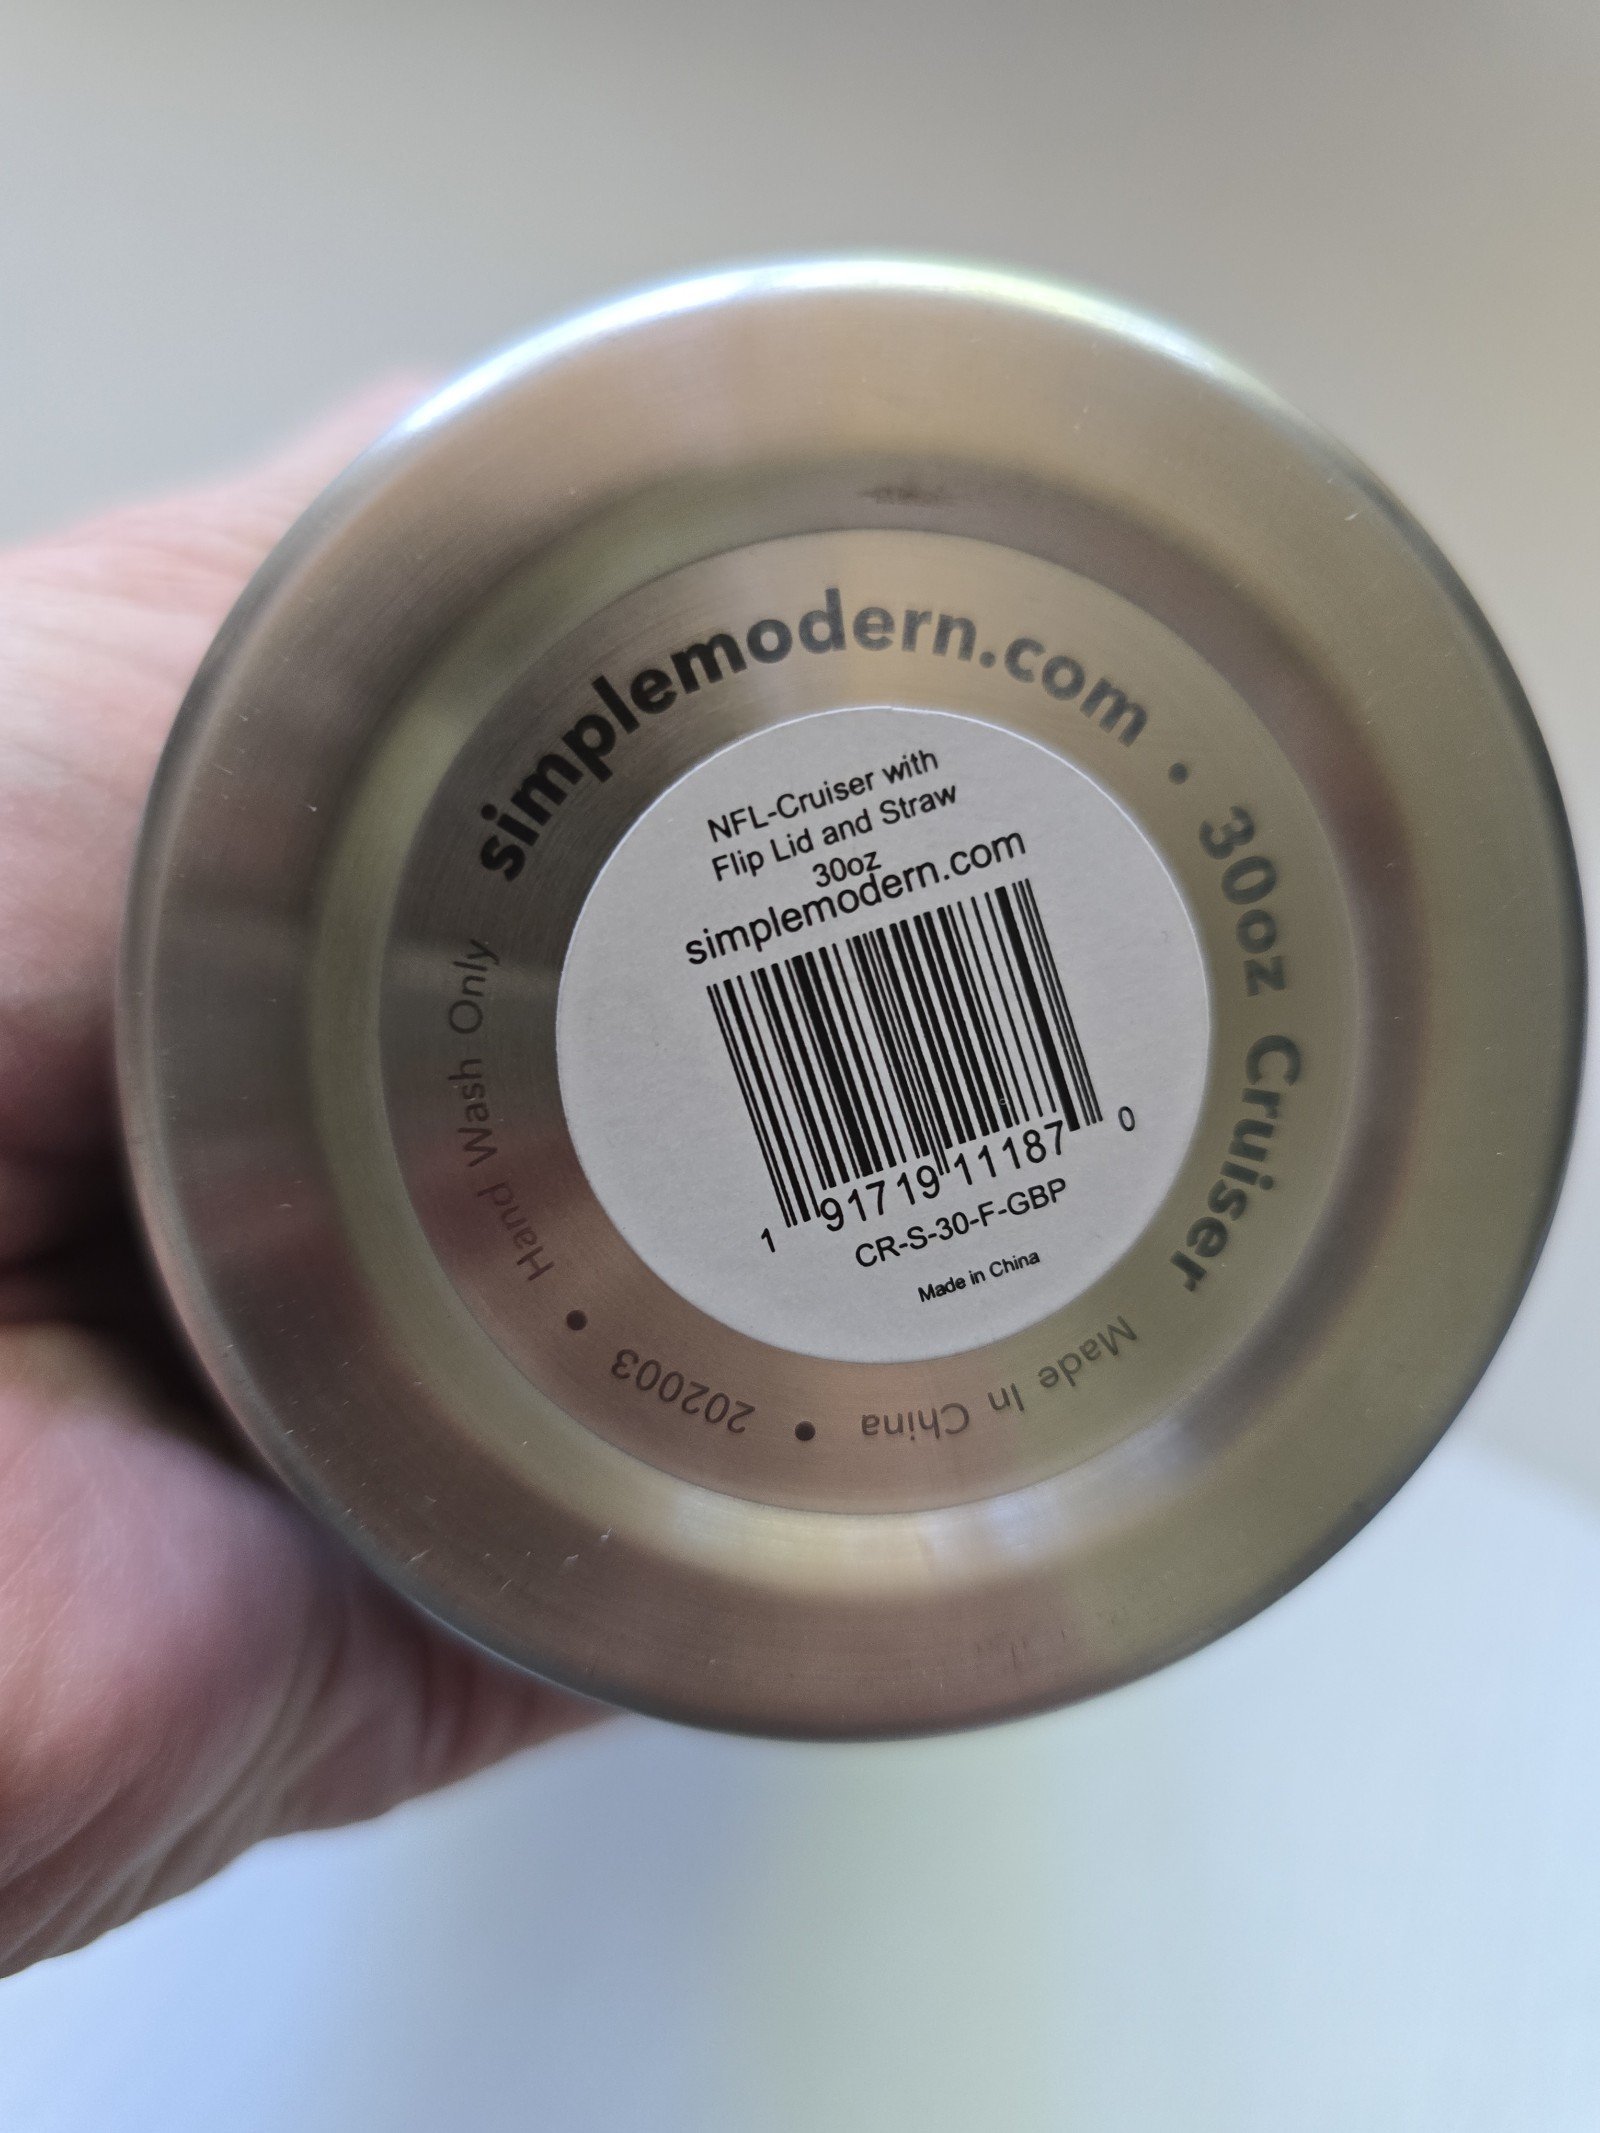 simplemodern.com • 30oz Cruiser
Made In China • 202003 • Hand Wash Only
NFL-Cruiser with
Flip Lid and Straw
30oz
simplemodern.com
1 91719 11187 0
CR-S-30-F-GBP
Made in China